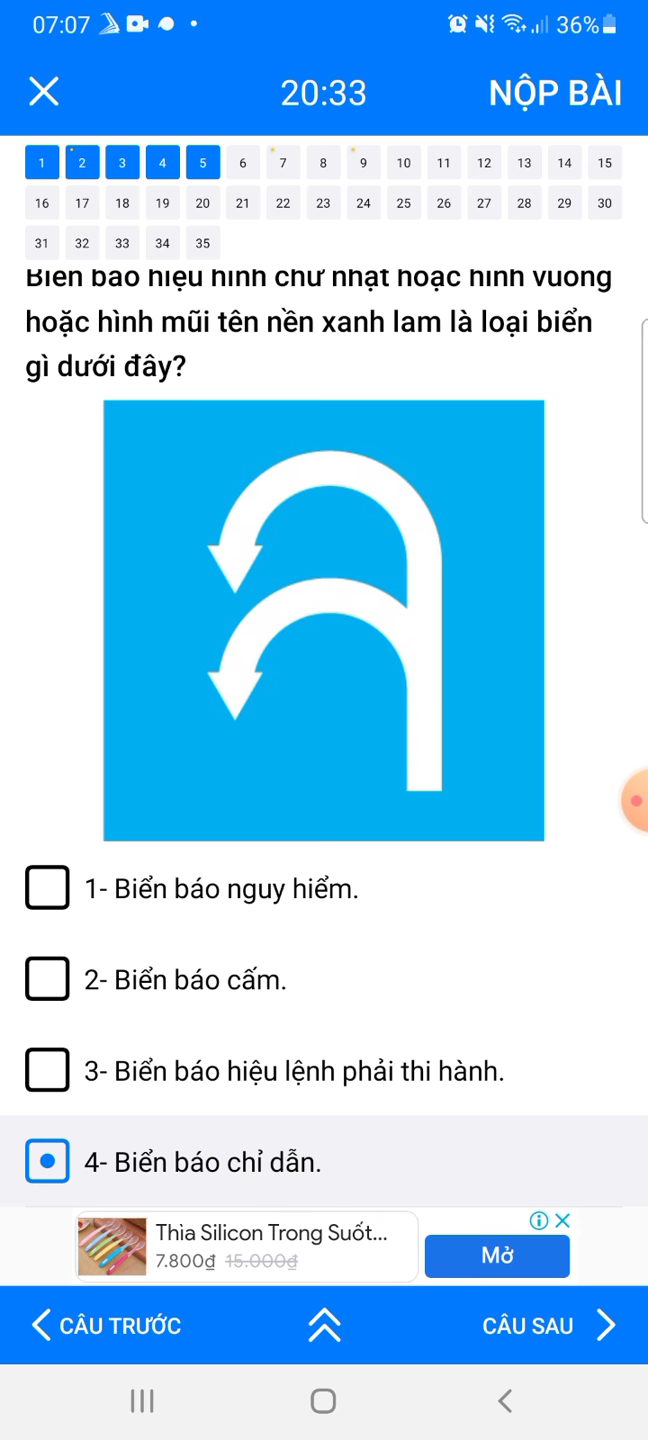 07:07 36%
20:33 NỘP BÀI
1 2 3 4 5 6 7 8 9 10 11 12 13 14 15
16 17 18 19 20 21 22 23 24 25 26 27 28 29 30
31 32 33 34 35
Biển báo hiệu hình chữ nhật hoặc hình vuông
hoặc hình mũi tên nền xanh lam là loại biển
gì dưới đây?
1- Biển báo nguy hiểm.
2- Biển báo cấm.
3- Biển báo hiệu lệnh phải thi hành.
4- Biển báo chỉ dẫn.
Thìa Silicon Trong Suốt...
7.800₫ 15.000₫
Mở
CÂU TRƯỚC CÂU SAU